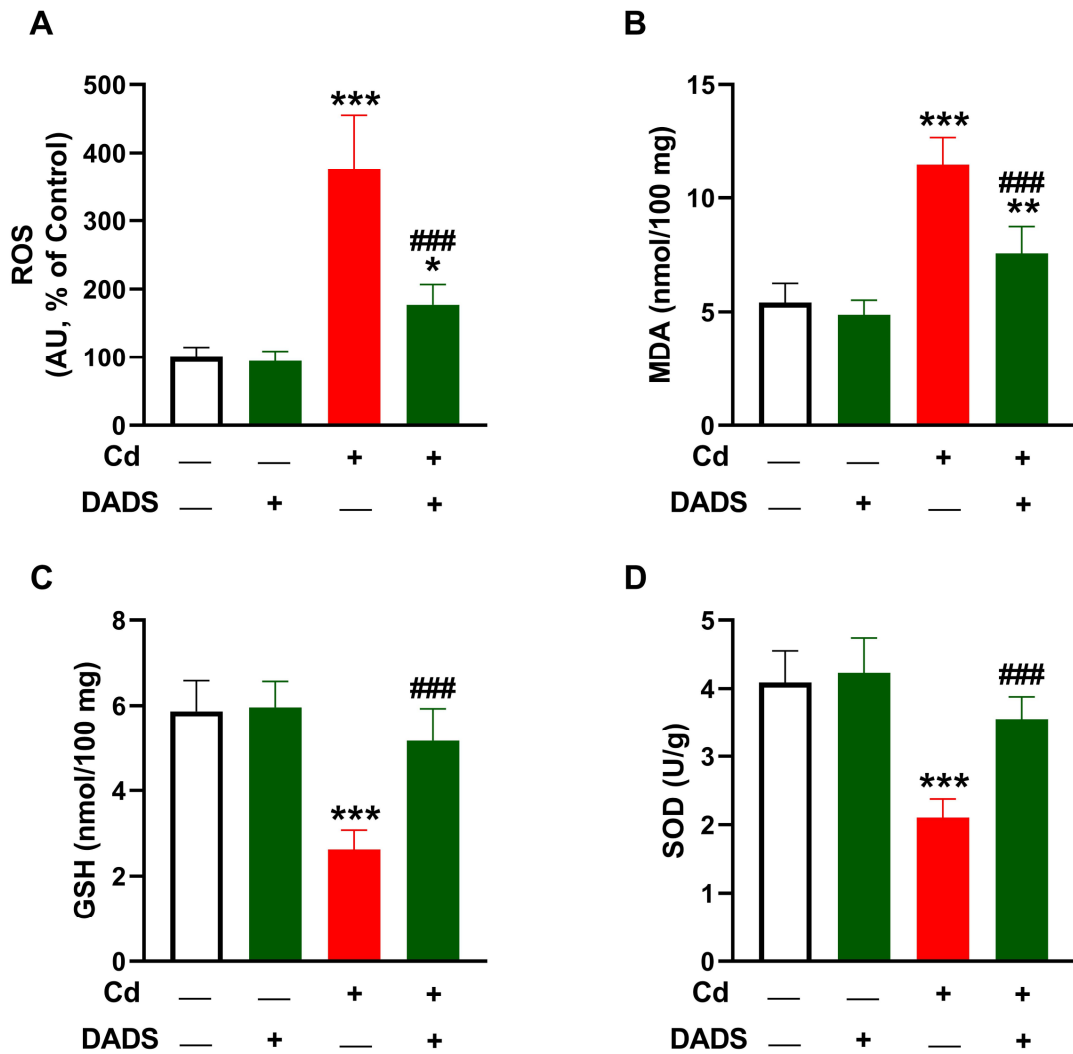 A
ROS
(AU, % of Control)
500
400
300
200
100
0
***
###
*
Cd — — + +
DADS — + — +
B
MDA (nmol/100 mg)
15
10
5
0
***
###
**
Cd — — + +
DADS — + — +
C
GSH (nmol/100 mg)
8
6
4
2
0
***
###
Cd — — + +
DADS — + — +
D
SOD (U/g)
5
4
3
2
1
0
***
###
Cd — — + +
DADS — + — +